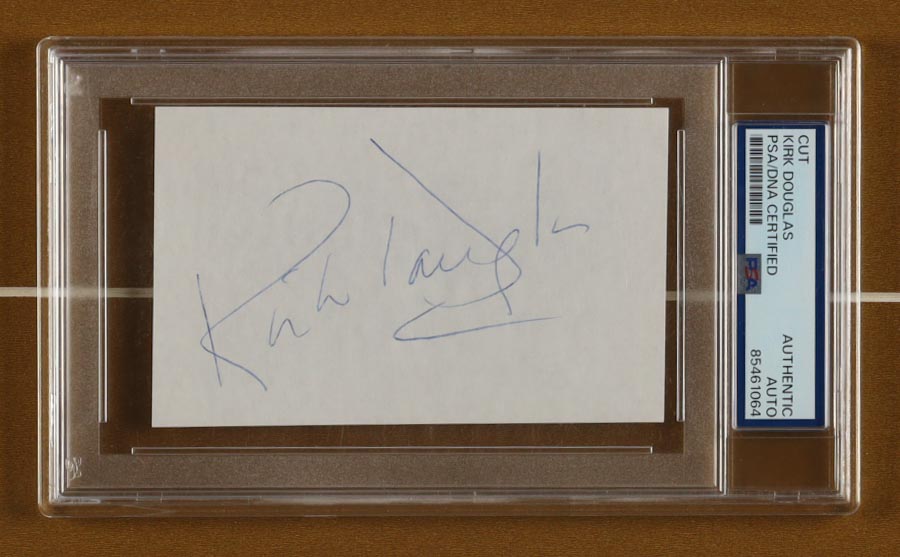 Kirk Douglas
CUT
KIRK DOUGLAS
PSA/DNA CERTIFIED
PSA
AUTHENTIC
AUTO
85461064